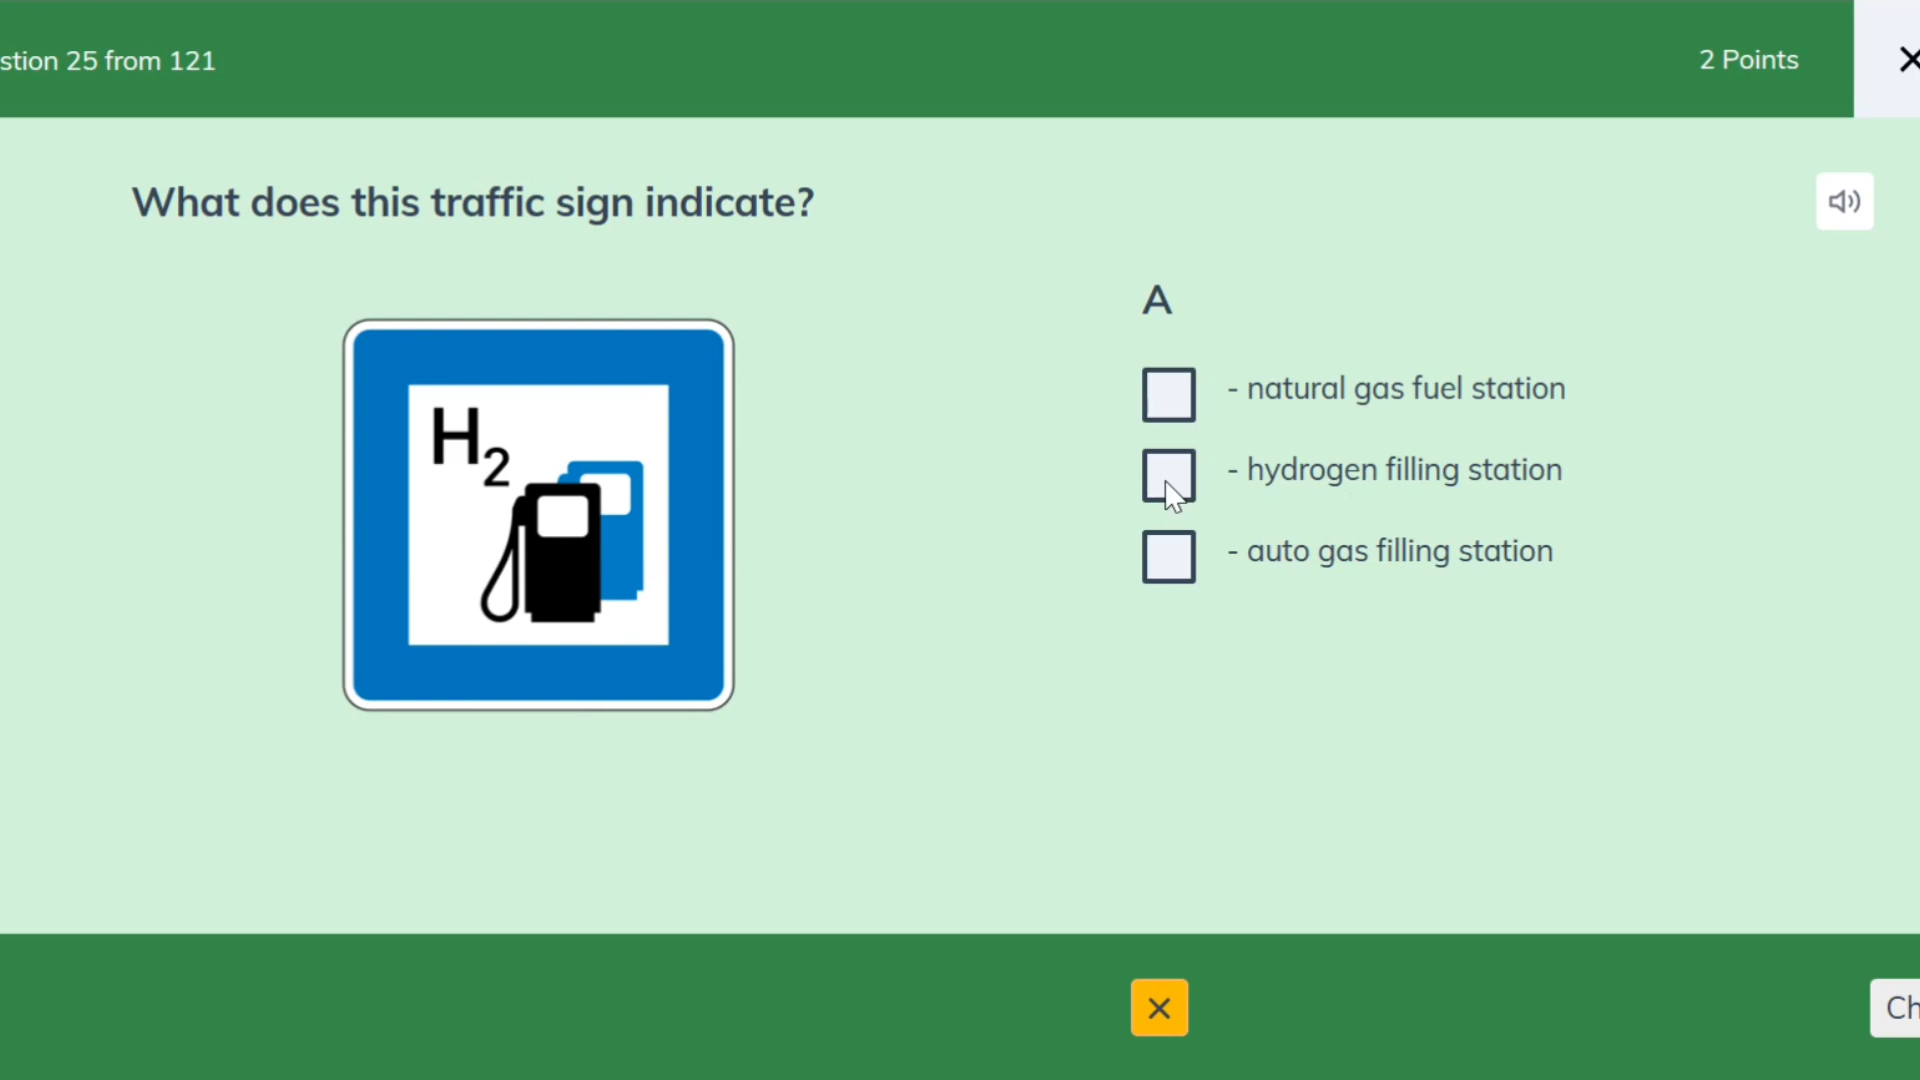 stion 25 from 121
2 Points
What does this traffic sign indicate?
H2
A
- natural gas fuel station
- hydrogen filling station
- auto gas filling station
Ch